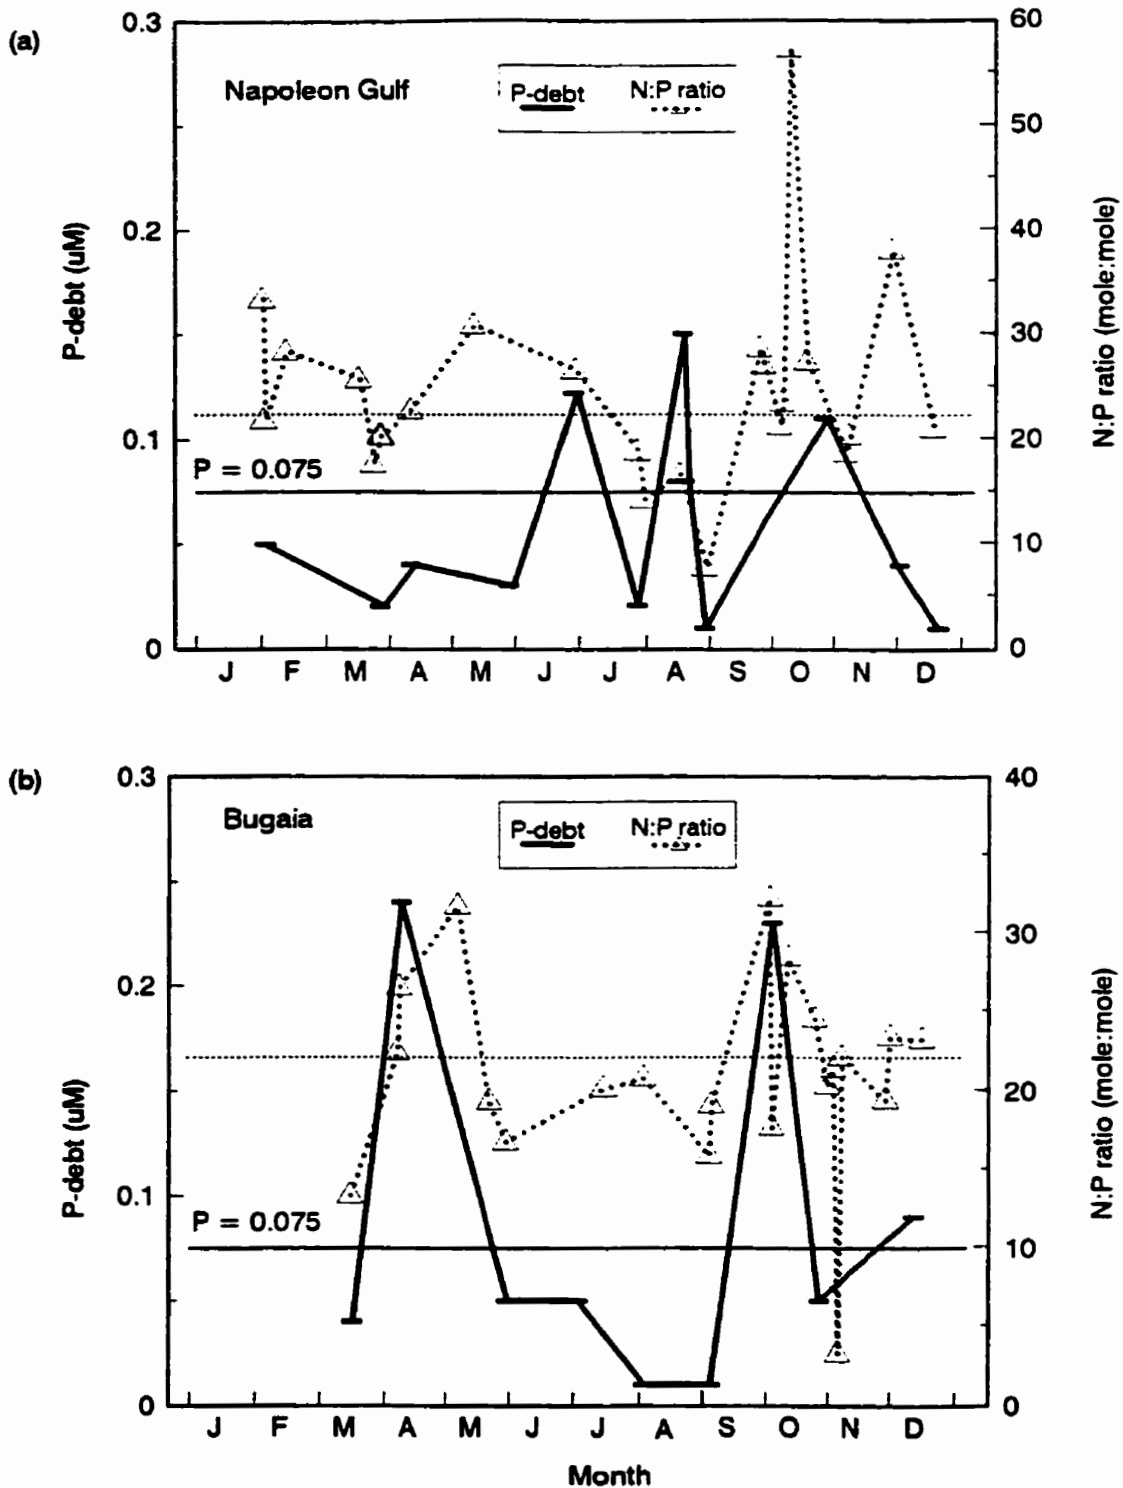 (a)
0.3
60
Napoleon Gulf
P-debt
N:P ratio
50
0.2
40
P-debt (uM)
30
N:P ratio (mole:mole)
0.1
20
P = 0.075
10
0
0
J F M A M J J A S O N D
(b)
0.3
40
Bugaia
P-debt
N:P ratio
30
0.2
P-debt (uM)
20
N:P ratio (mole:mole)
0.1
P = 0.075
10
0
0
J F M A M J J A S O N D
Month